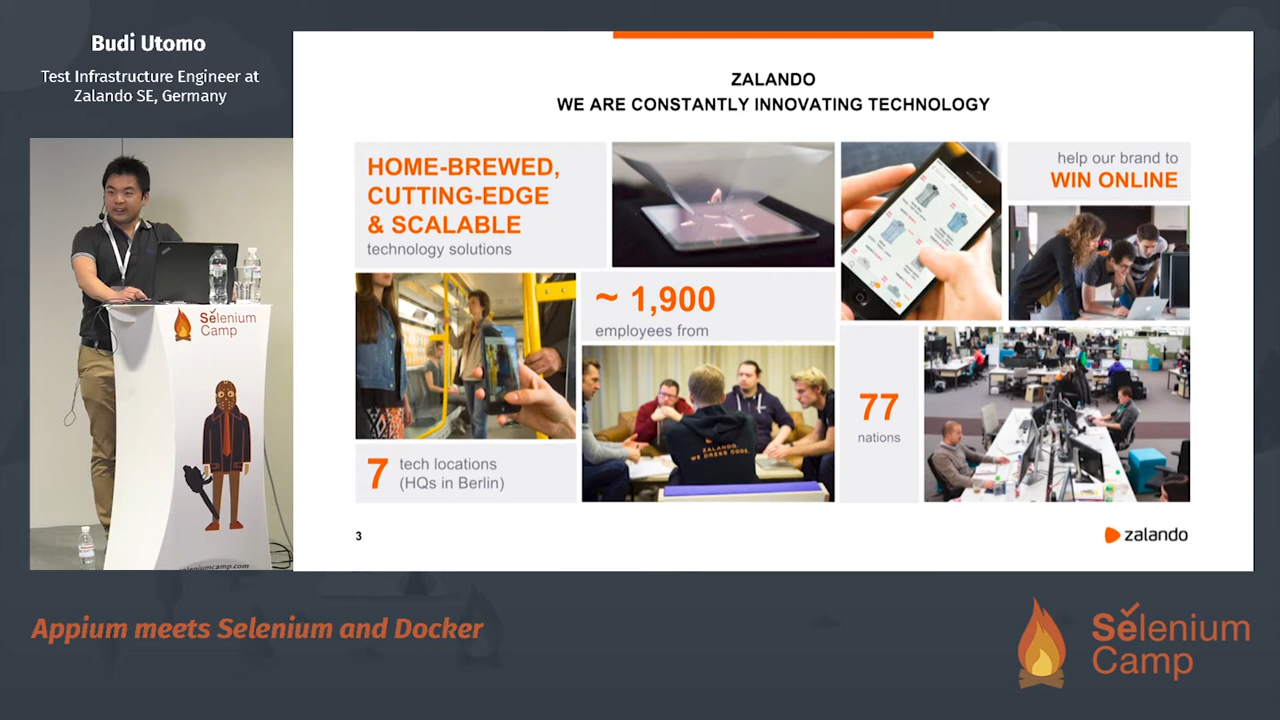 Budi Utomo
Test Infrastructure Engineer at
Zalando SE, Germany
ZALANDO
WE ARE CONSTANTLY INNOVATING TECHNOLOGY
HOME-BREWED,
CUTTING-EDGE
& SCALABLE
technology solutions
help our brand to
WIN ONLINE
~ 1,900
employees from
77
nations
7
tech locations
(HQs in Berlin)
ZALANDO.
WE DRESS CODE.
3
zalando
Selenium
Camp
seleniumcamp.com
Appium meets Selenium and Docker
Selenium
Camp